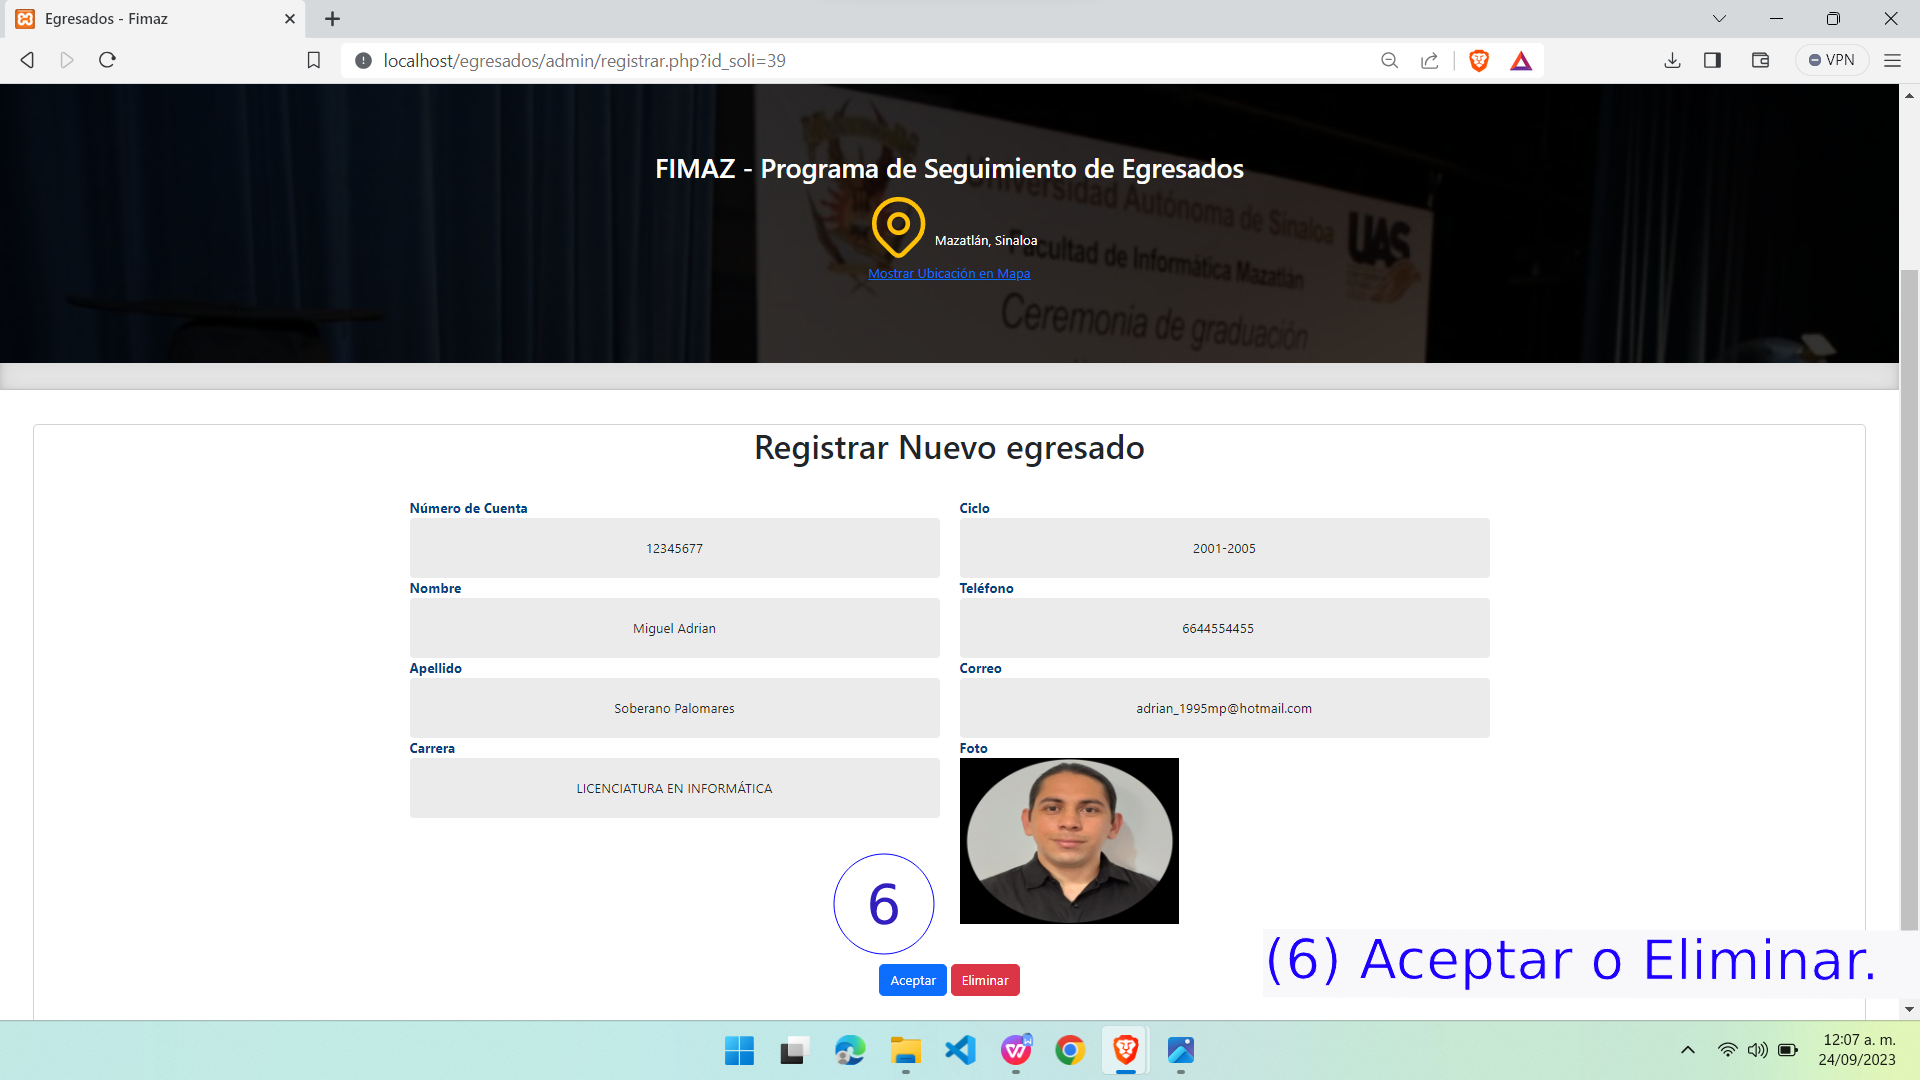 Egresados - Fimaz
localhost/egresados/admin/registrar.php?id_soli=39
VPN
FIMAZ - Programa de Seguimiento de Egresados
Universidad Autónoma de Sinaloa
UAS
Mazatlán, Sinaloa
Facultad de Informática Mazatlán
Mostrar Ubicación en Mapa
Ceremonia de graduación
Registrar Nuevo egresado
Número de Cuenta
12345677
Ciclo
2001-2005
Nombre
Miguel Adrian
Teléfono
6644554455
Apellido
Soberano Palomares
Correo
adrian_1995mp@hotmail.com
Carrera
LICENCIATURA EN INFORMÁTICA
Foto
6
(6) Aceptar o Eliminar.
Aceptar
Eliminar
12:07 a. m.
24/09/2023